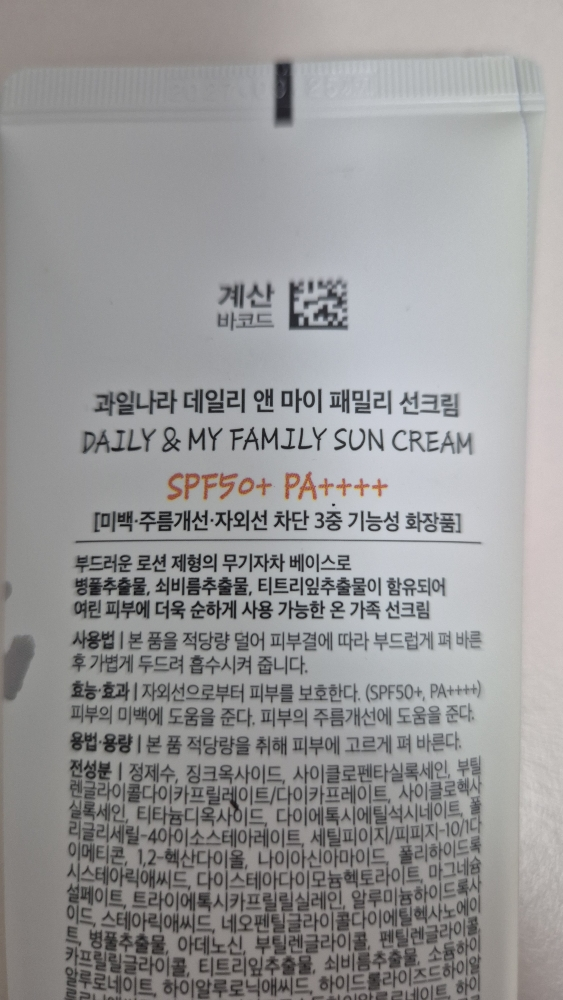 계산
바코드
과일나라 데일리 앤 마이 패밀리 선크림
DAILY & MY FAMILY SUN CREAM
SPF50+ PA++++
[미백·주름개선·자외선 차단 3중 기능성 화장품]
부드러운 로션 제형의 무기자차 베이스로
병풀추출물, 쇠비름추출물, 티트리잎추출물이 함유되어
여린 피부에 더욱 순하게 사용 가능한 온 가족 선크림
사용법 | 본 품을 적당량 덜어 피부결에 따라 부드럽게 펴 바른
후 가볍게 두드려 흡수시켜 줍니다.
효능·효과 | 자외선으로부터 피부를 보호한다. (SPF50+, PA++++)
피부의 미백에 도움을 준다. 피부의 주름개선에 도움을 준다.
용법·용량 | 본 품 적당량을 취해 피부에 고르게 펴 바른다.
전성분 | 정제수, 징크옥사이드, 사이클로펜타실록세인, 부틸
렌글라이콜다이카프릴레이트/다이카프레이트, 사이클로헥사
실록세인, 티타늄디옥사이드, 다이에톡시에틸석시네이트, 폴
리글리세릴-4아이소스테아레이트, 세틸피이지/피피지-10/1다
이메티콘, 1,2-헥산다이올, 나이아신아마이드, 폴리하이드록
시스테아릭애씨드, 다이스테아다이모늄헥토라이트, 마그네슘
설페이트, 트라이에톡시카프릴릴실레인, 알루미늄하이드록사
이드, 스테아릭애씨드, 네오펜틸글라이콜다이에틸헥사노에이
트, 병풀추출물, 아데노신, 부틸렌글라이콜, 펜틸렌글라이콜,
카프릴릴글라이콜, 티트리잎추출물, 쇠비름추출물, 소듐하이
알루로네이트, 하이알루로닉애씨드, 하이드롤라이즈드하이알